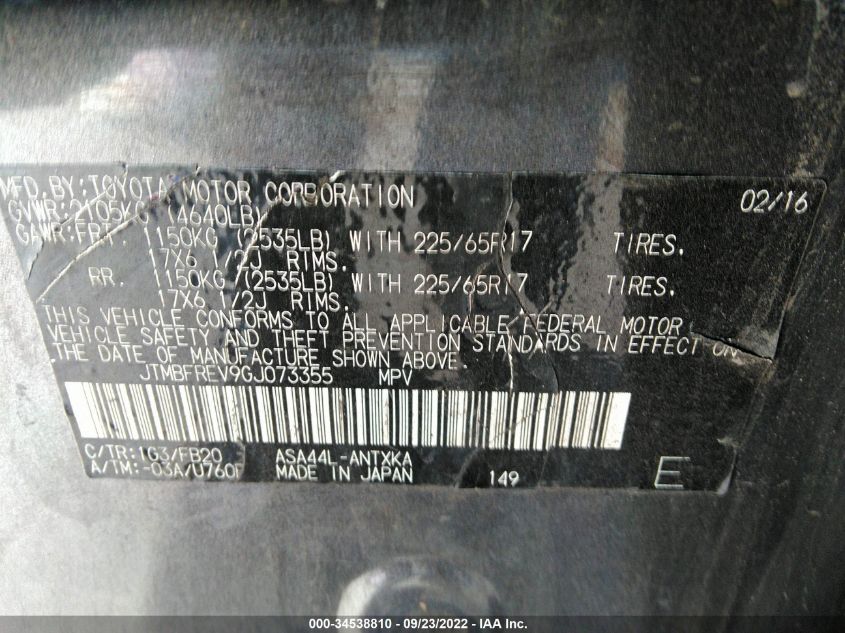 MFD.BY:TOYOTA MOTOR CORPORATION 02/16
GVWR:2105KG (4640LB)
GAWR:FRT. 1150KG (2535LB) WITH 225/65R17 TIRES.
17X6 1/2J RIMS.
RR. 1150KG (2535LB) WITH 225/65R17 TIRES.
17X6 1/2J RIMS.
THIS VEHICLE CONFORMS TO ALL APPLICABLE FEDERAL MOTOR
VEHICLE SAFETY AND THEFT PREVENTION STANDARDS IN EFFECT ON
THE DATE OF MANUFACTURE SHOWN ABOVE.
JTMBFREV9GJ073355 MPV
C/TR:1G3/FB20 ASA44L-ANTXKA
A/TM:-03A/U760F MADE IN JAPAN 149 E
000-34538810 - 09/23/2022 - IAA Inc.